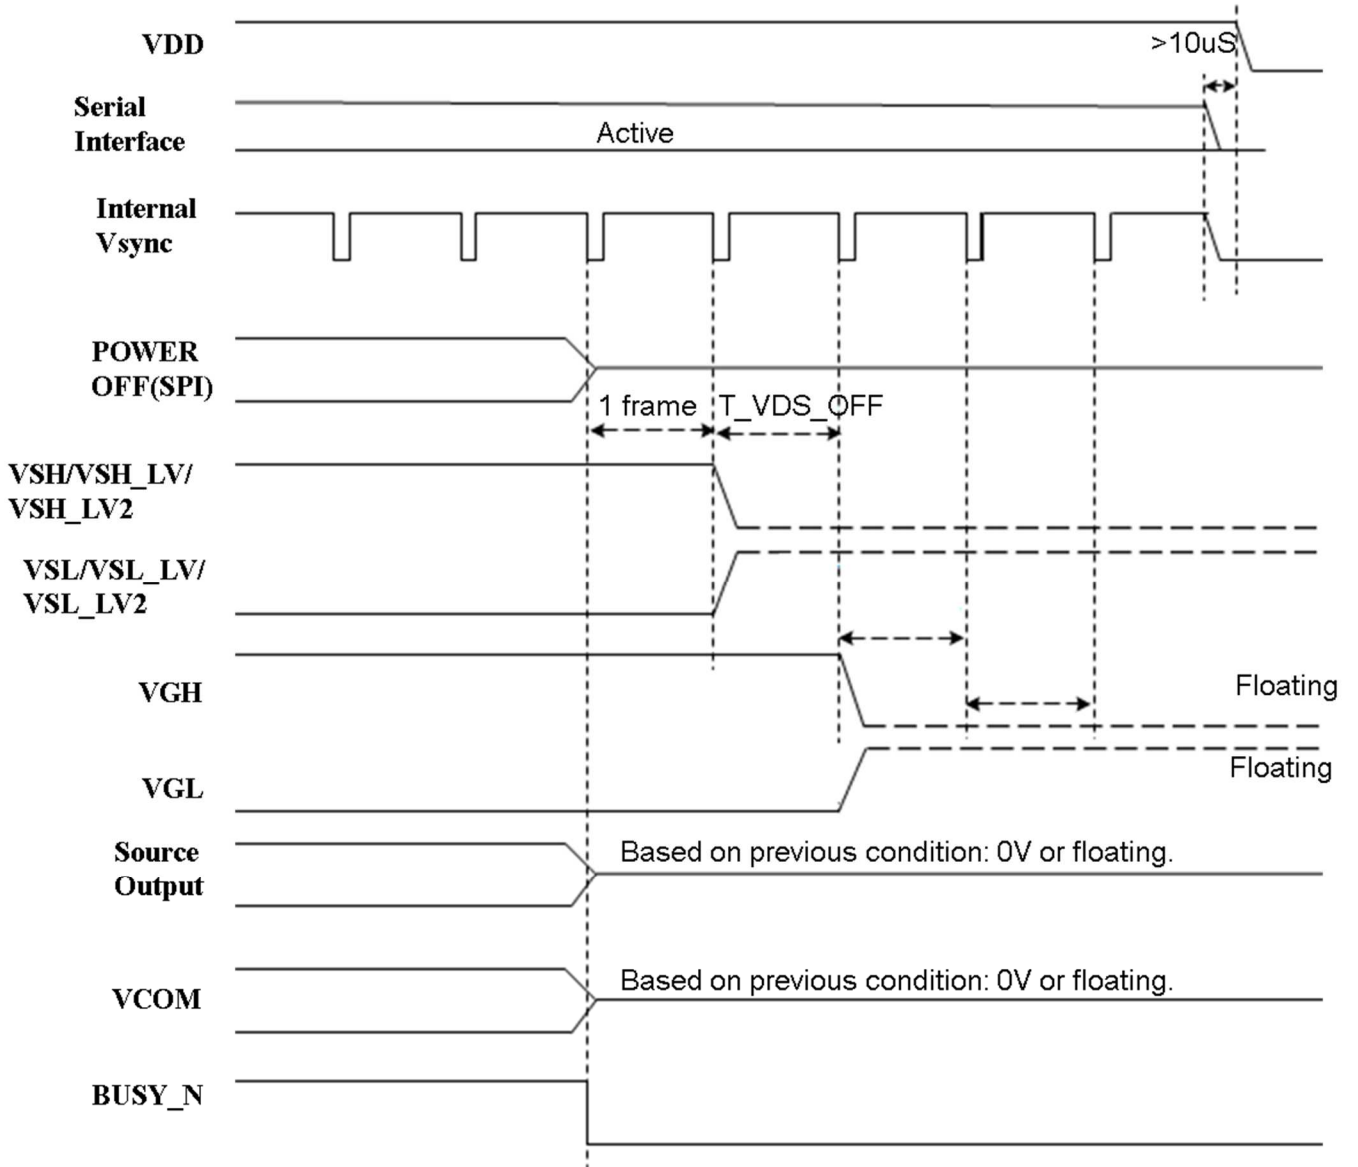 VDD
>10uS
Serial
Interface
Active
Internal
Vsync
POWER
OFF(SPI)
1 frame
T_VDS_OFF
VSH/VSH_LV/
VSH_LV2
VSL/VSL_LV/
VSL_LV2
VGH
Floating
VGL
Floating
Source
Output
Based on previous condition: 0V or floating.
VCOM
Based on previous condition: 0V or floating.
BUSY_N